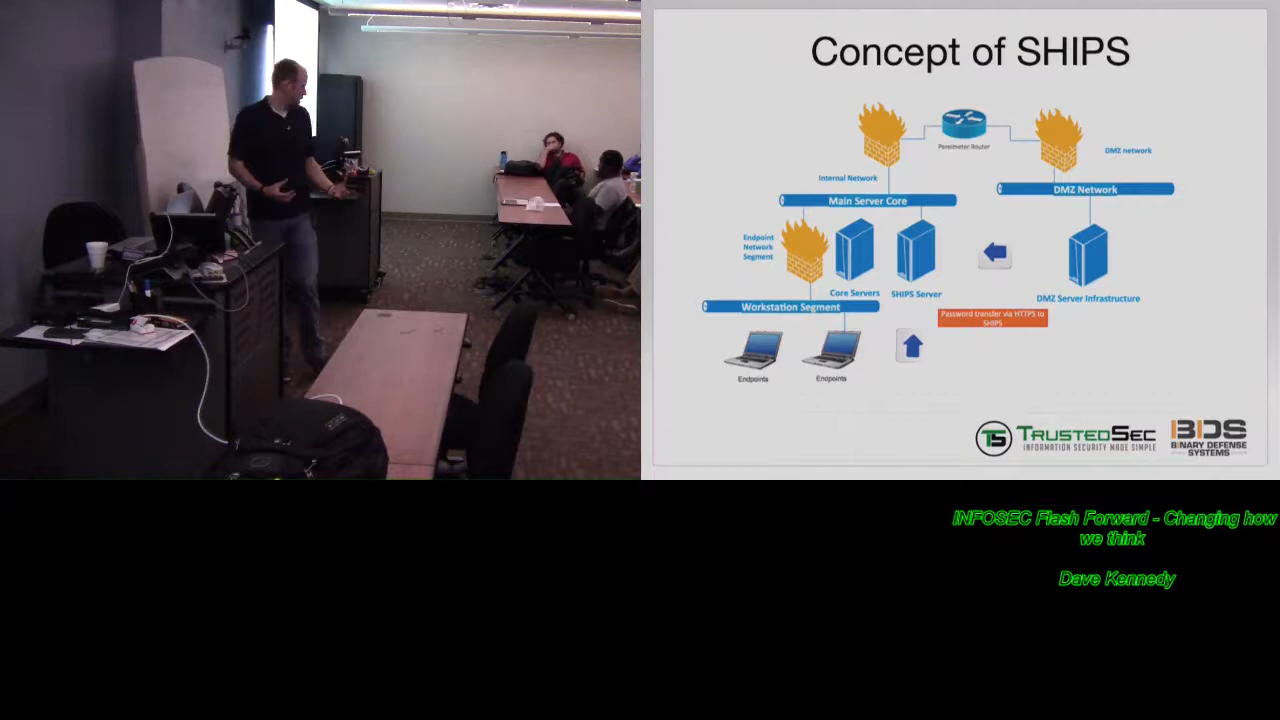 Concept of SHIPS
Perelmeter Router
DMZ network
Internal Network
Main Server Core
DMZ Network
Endpoint
Network
Segment
Core Servers
SHIPS Server
DMZ Server Infrastructure
Workstation Segment
Password transfer via HTTPS to
SHIPS
Endpoints
Endpoints
TS TRUSTEDSEC
INFORMATION SECURITY MADE SIMPLE
BDS
BINARY DEFENSE
SYSTEMS
INFOSEC Flash Forward - Changing how
we think
Dave Kennedy